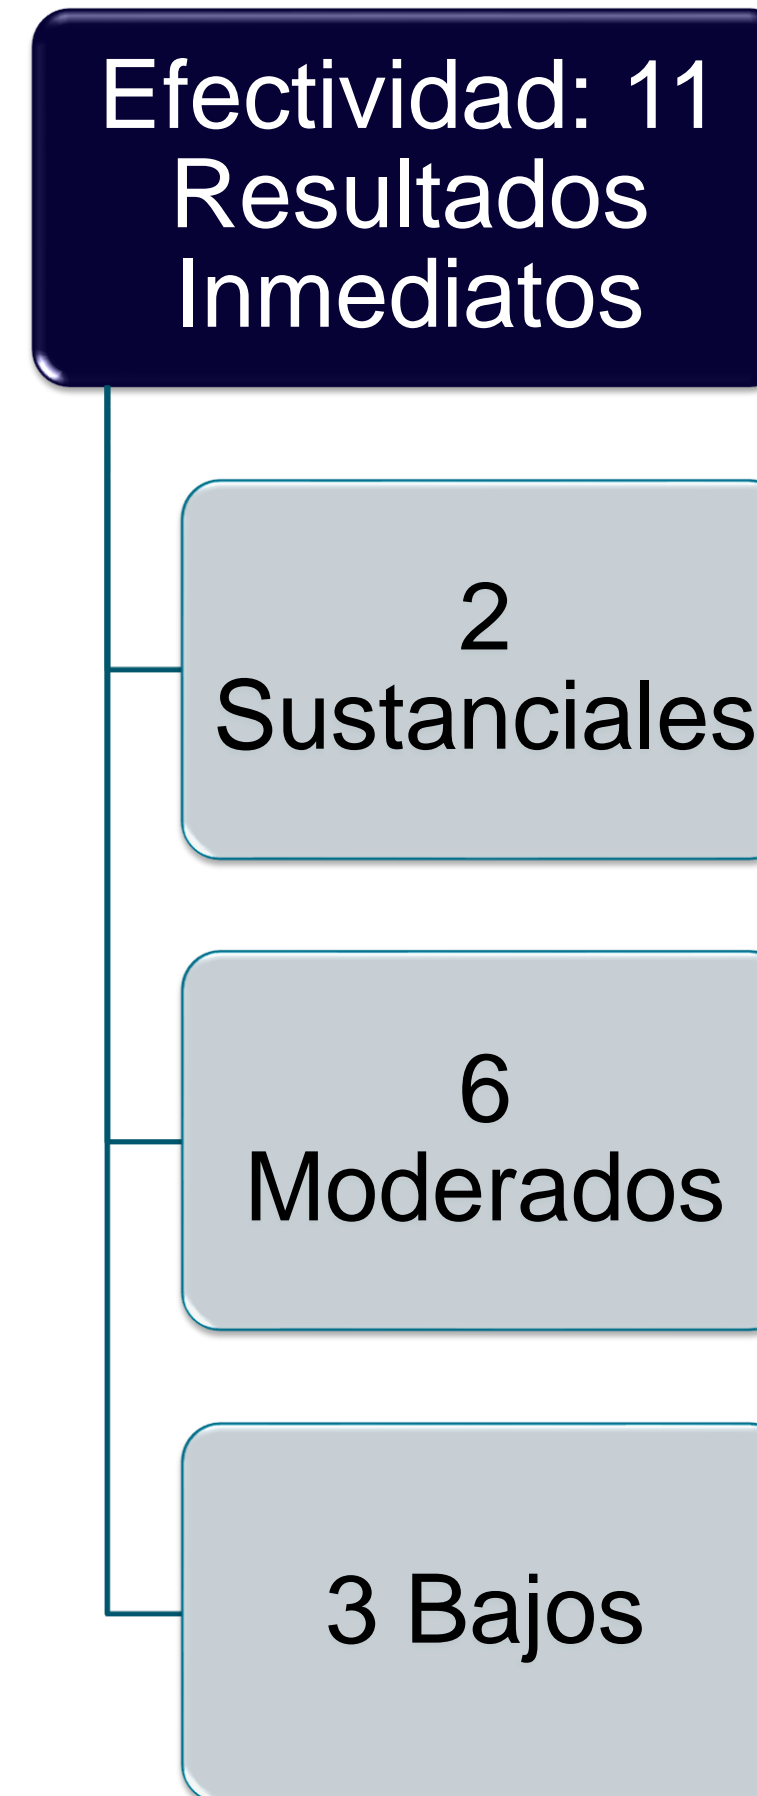 Efectividad: 11
Resultados
Inmediatos
2
Sustanciales
6
Moderados
3 Bajos